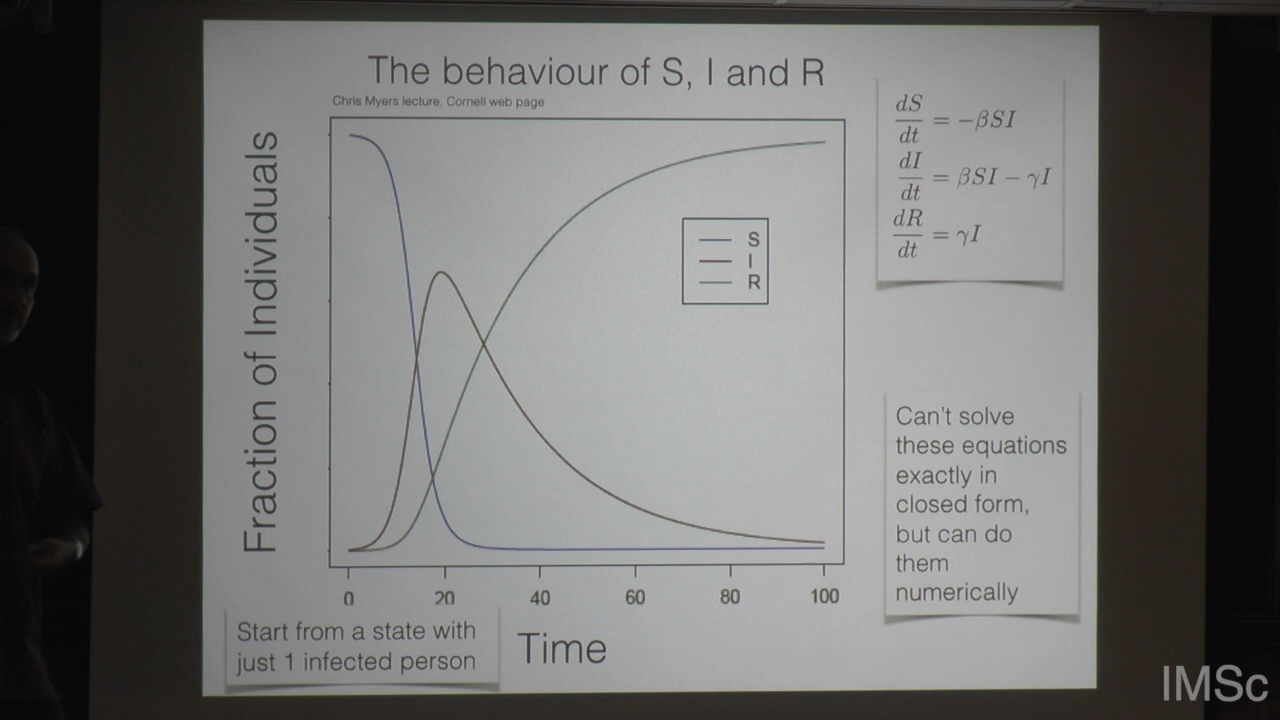 The behaviour of S, I and R
Chris Myers lecture, Cornell web page
Fraction of Individuals
S
I
R
0 20 40 60 80 100
Time
Start from a state with
just 1 infected person
dS/dt = −βSI
dI/dt = βSI − γI
dR/dt = γI
Can't solve
these equations
exactly in
closed form,
but can do
them
numerically
IMSc